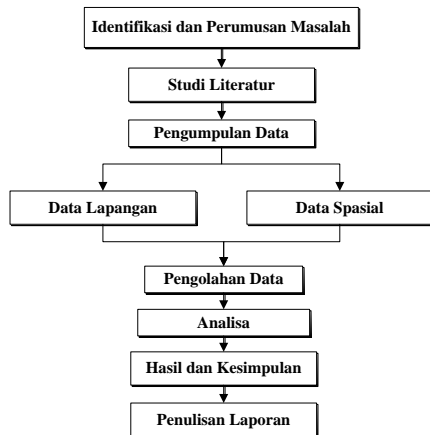 Identifikasi dan Perumusan Masalah
Studi Literatur
Pengumpulan Data
Data Lapangan
Data Spasial
Pengolahan Data
Analisa
Hasil dan Kesimpulan
Penulisan Laporan